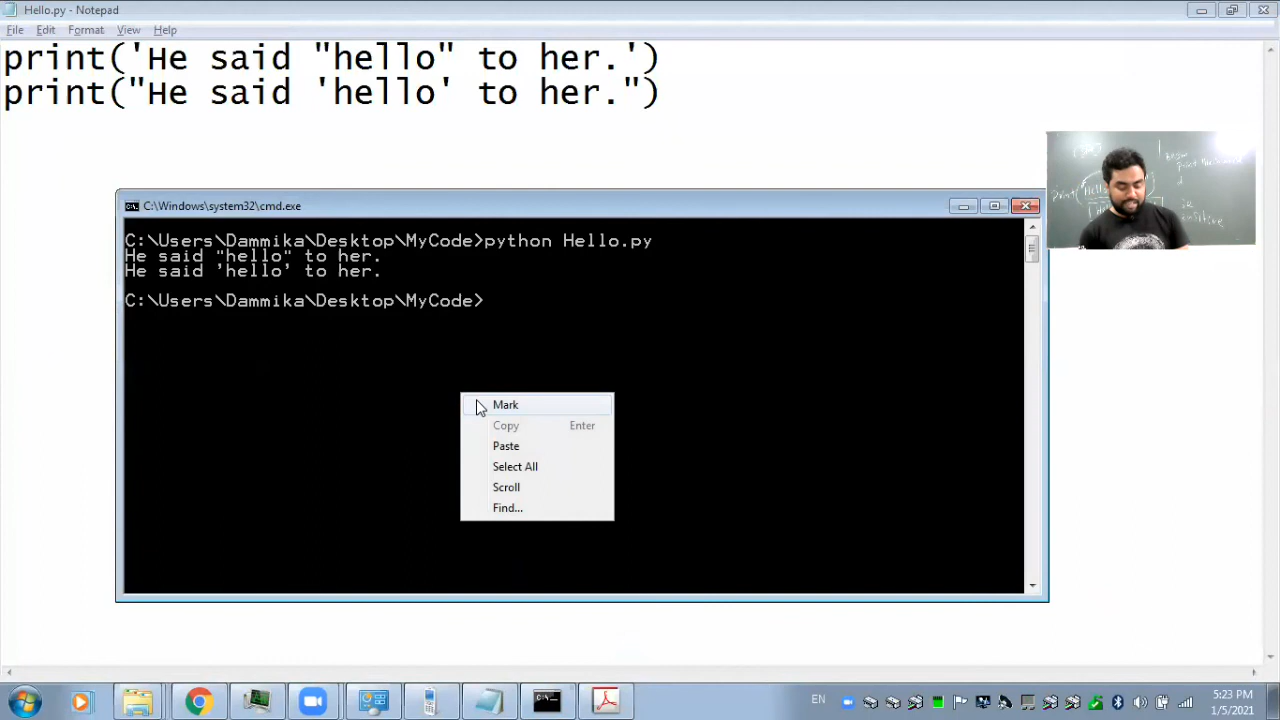 Hello.py - Notepad
File Edit Format View Help
print('He said "hello" to her.')
print("He said 'hello' to her.")
C:\Windows\system32\cmd.exe
C:\Users\Dammika\Desktop\MyCode>python Hello.py
He said "hello" to her.
He said 'hello' to her.
C:\Users\Dammika\Desktop\MyCode>
Mark
Copy Enter
Paste
Select All
Scroll
Find...
EN
5:23 PM
1/5/2021